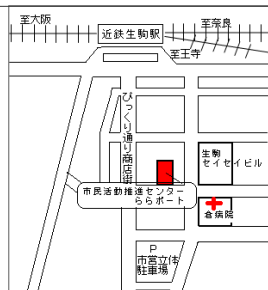 至大阪
近鉄生駒駅
至奈良
至王寺
びっくり通り商店街
生駒
セイセイビル
市民活動推進センター
ららポート
倉病院
P
市営立体
駐車場